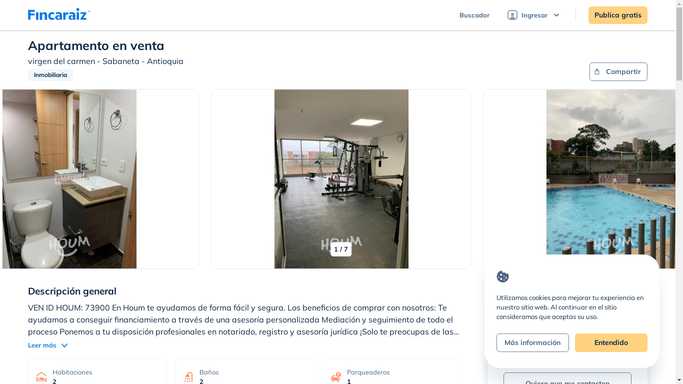 Fincaraiz
Buscador
Ingresar
Publica gratis
Apartamento en venta
virgen del carmen - Sabaneta - Antioquia
Inmobiliaria
Compartir
HOUM
HOUM
HOUM
1 / 7
Descripción general
VEN ID HOUM: 73900 En Houm te ayudamos de forma fácil y segura. Los beneficios de comprar con nosotros: Te
ayudamos a conseguir financiamiento a través de una asesoría personalizada Mediación y seguimiento de todo el
proceso Ponemos a tu disposición profesionales en notariado, registro y asesoría jurídica ¡Solo te preocupas de las...
Leer más
Habitaciones
2
Baños
2
Parqueaderos
1
Utilizamos cookies para mejorar tu experiencia en
nuestro sitio web. Al continuar en el sitio
consideramos que aceptas su uso.
Más información
Entendido
Quiero que me contacten